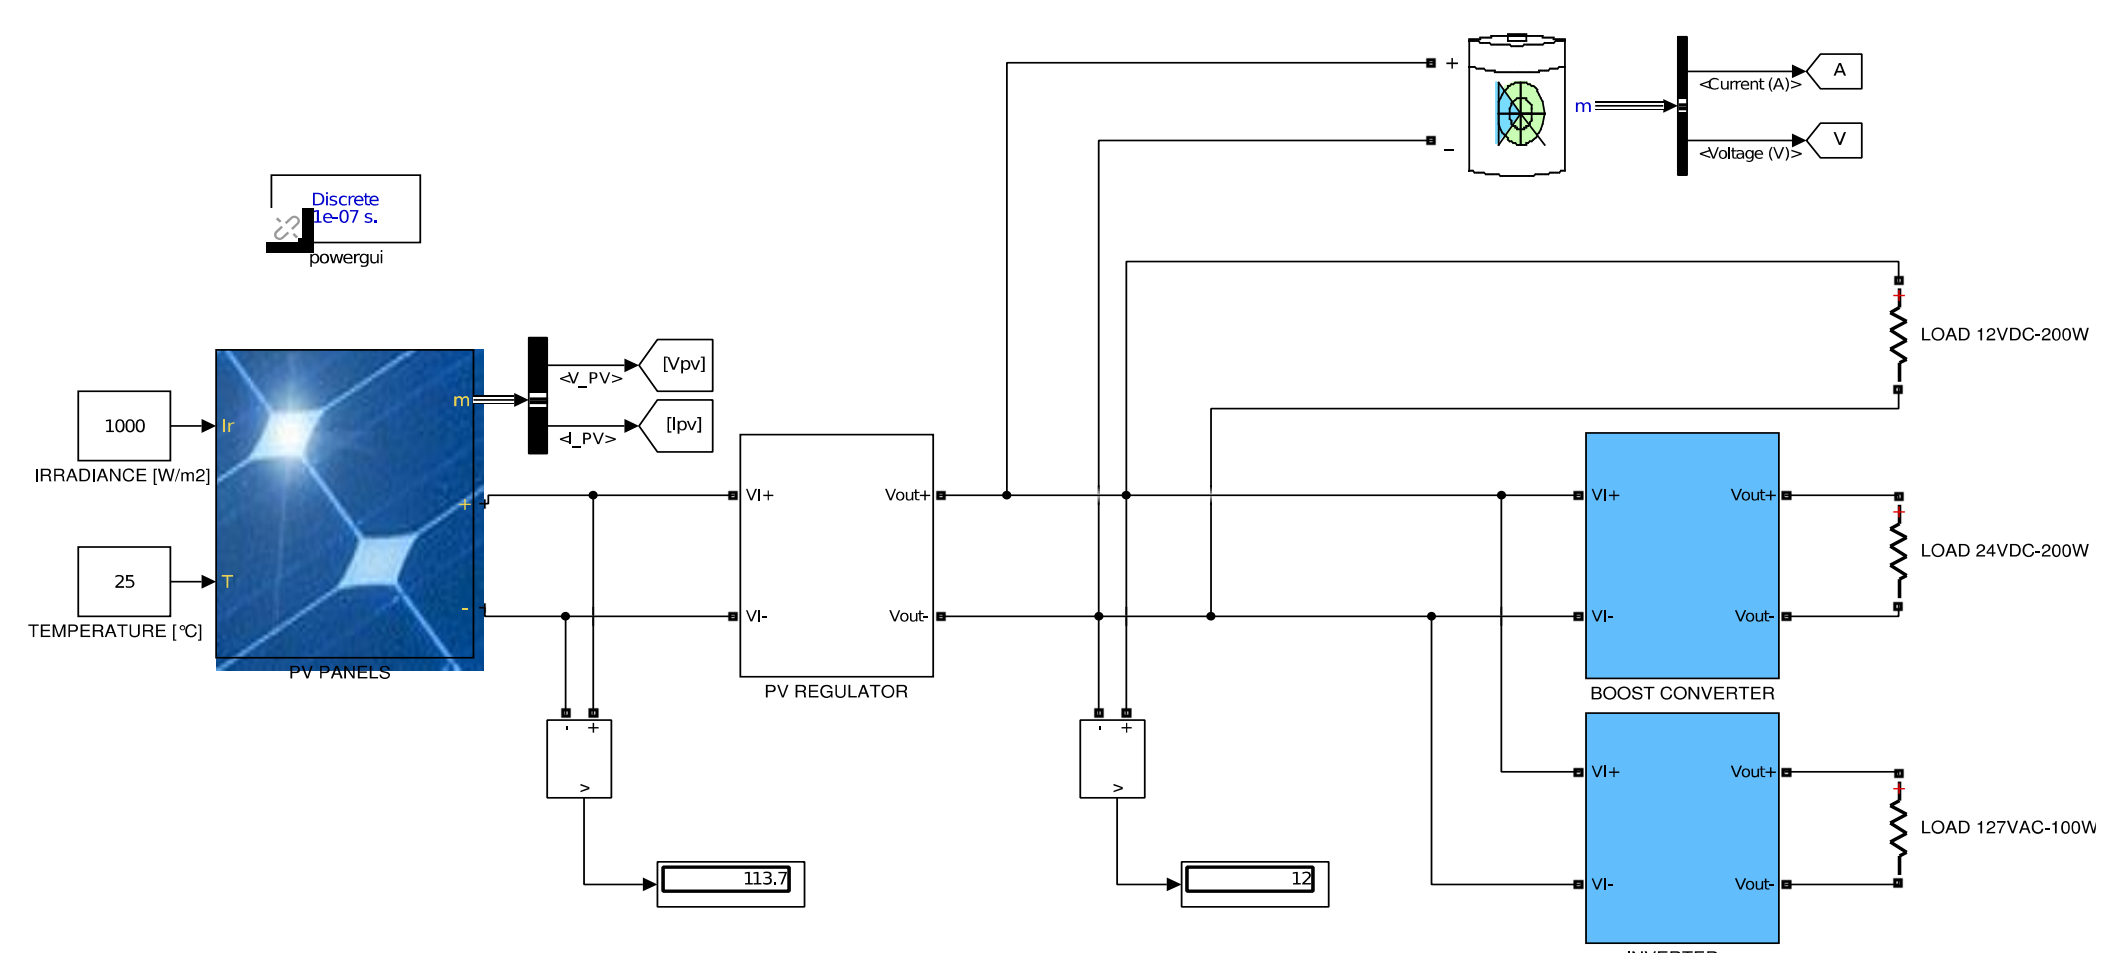 +
−
m
<Current (A)>
A
<Voltage (V)>
V
Discrete
1e-07 s.
powergui
+
LOAD 12VDC-200W
1000
IRRADIANCE [W/m2]
25
TEMPERATURE [°C]
Ir
T
m
+
-
PV PANELS
<V_PV>
[Vpv]
<I_PV>
[Ipv]
VI+
VI-
Vout+
Vout-
PV REGULATOR
VI+
VI-
Vout+
Vout-
BOOST CONVERTER
+
LOAD 24VDC-200W
- +
>
113.7
- +
>
12
VI+
VI-
Vout+
Vout-
INVERTER
+
LOAD 127VAC-100W